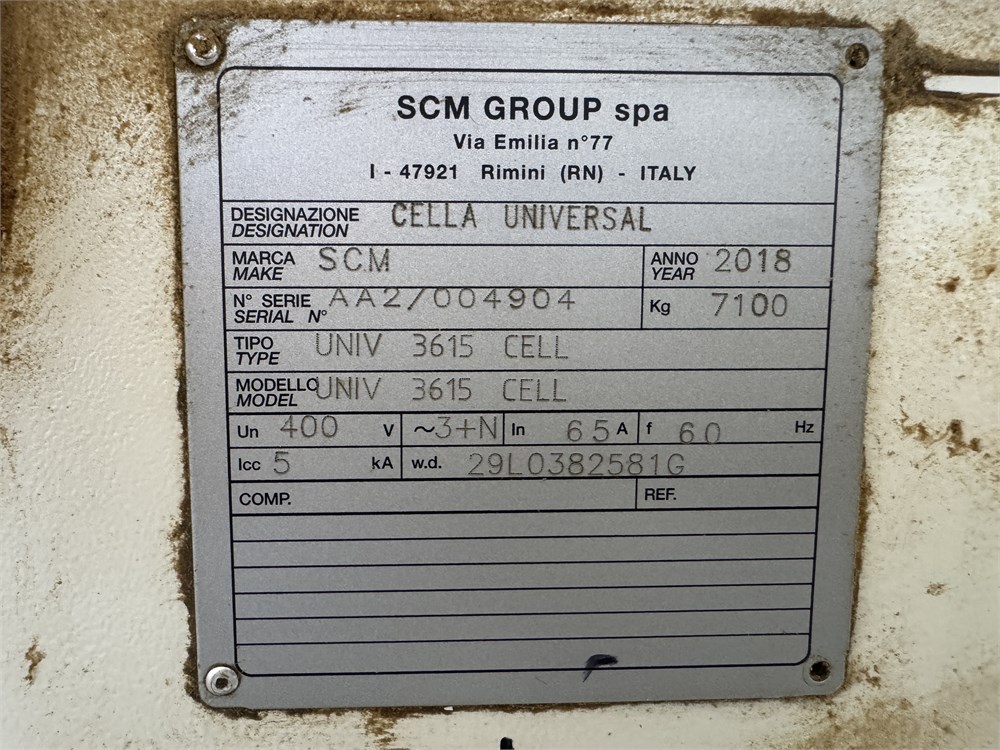 SCM GROUP spa
Via Emilia n°77
I - 47921 Rimini (RN) - ITALY
DESIGNAZIONE CELLA UNIVERSAL
DESIGNATION
MARCA SCM ANNO 2018
MAKE YEAR
N° SERIE AA2/004904 Kg 7100
SERIAL N°
TIPO UNIV 3615 CELL
TYPE
MODELLO UNIV 3615 CELL
MODEL
Un 400 V ~3+N In 65 A f 60 Hz
Icc 5 kA w.d. 29L0382581G
COMP. REF.